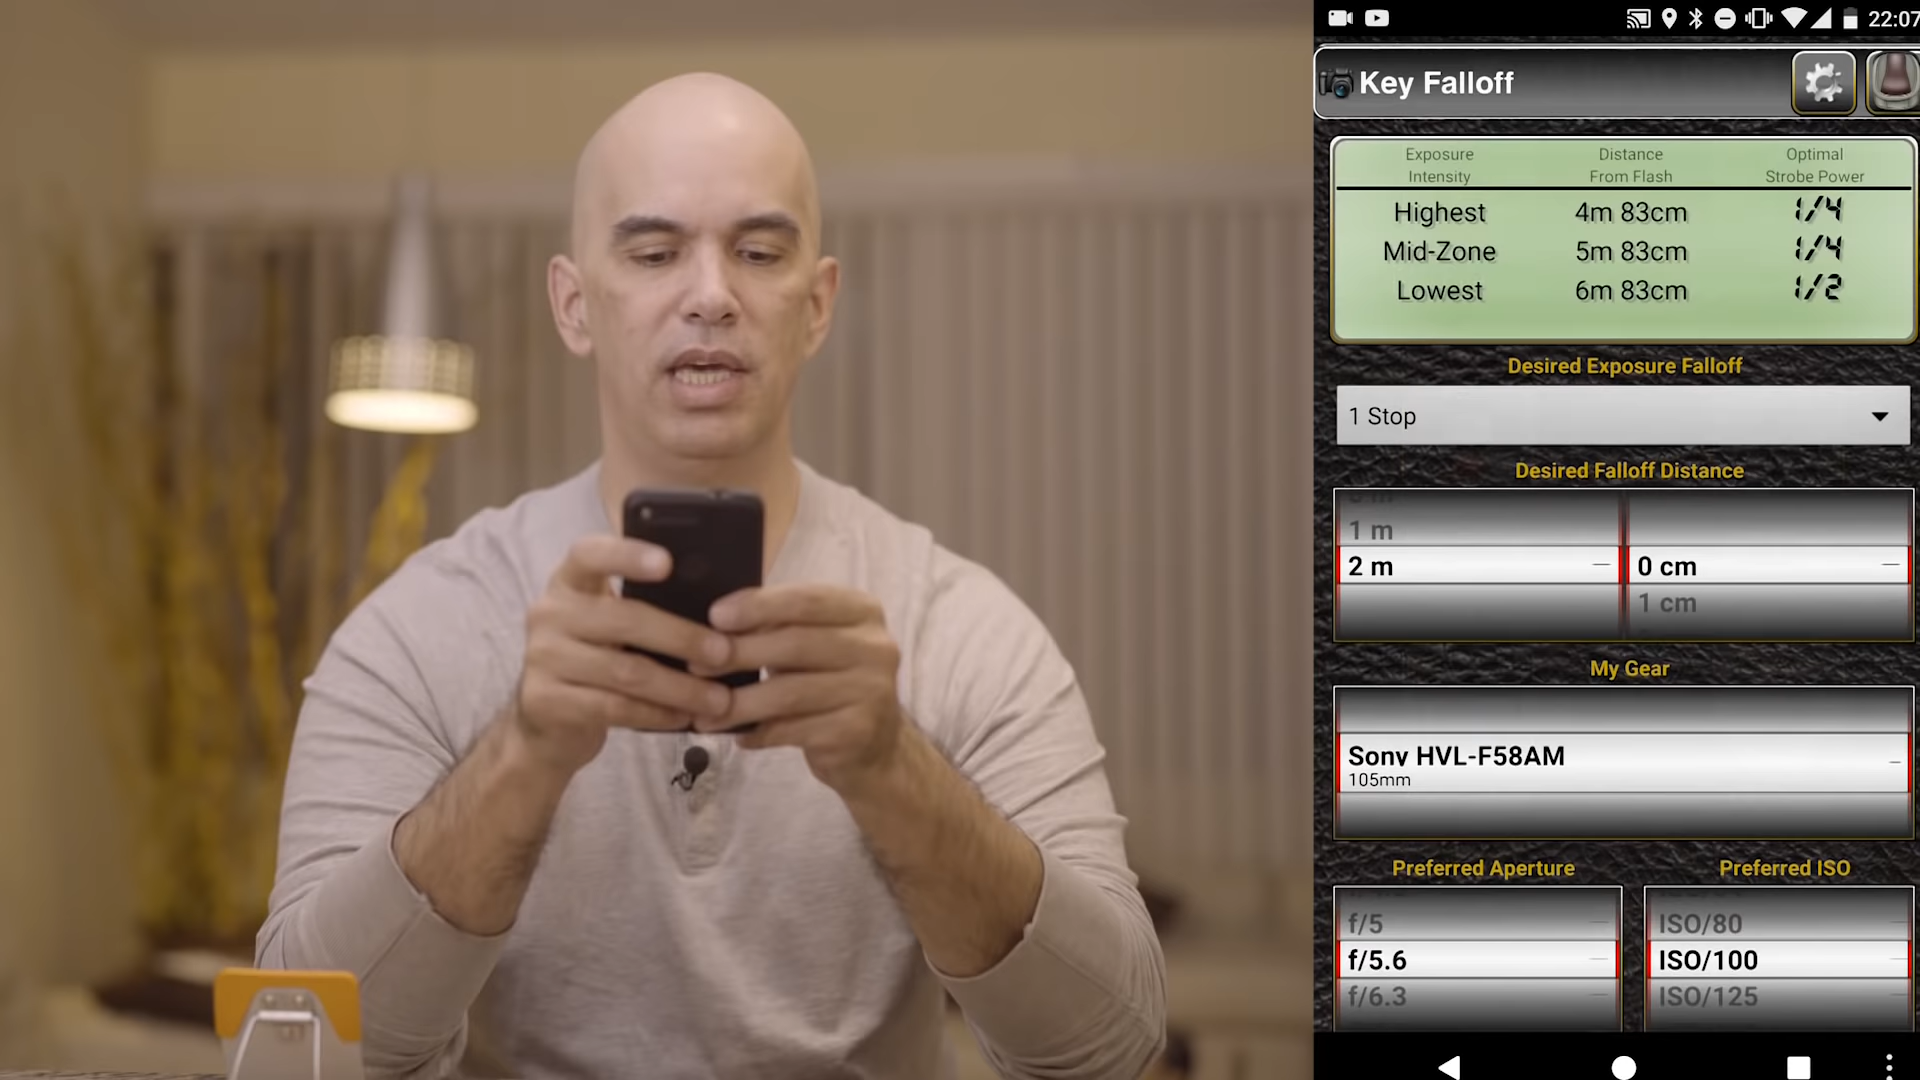 22:07
Key Falloff
Exposure Intensity
Distance From Flash
Optimal Strobe Power
Highest 4m 83cm 1/4
Mid-Zone 5m 83cm 1/4
Lowest 6m 83cm 1/2
Desired Exposure Falloff
1 Stop
Desired Falloff Distance
1 m
2 m 0 cm
1 cm
My Gear
Sony HVL-F58AM
105mm
Preferred Aperture Preferred ISO
f/5 ISO/80
f/5.6 ISO/100
f/6.3 ISO/125